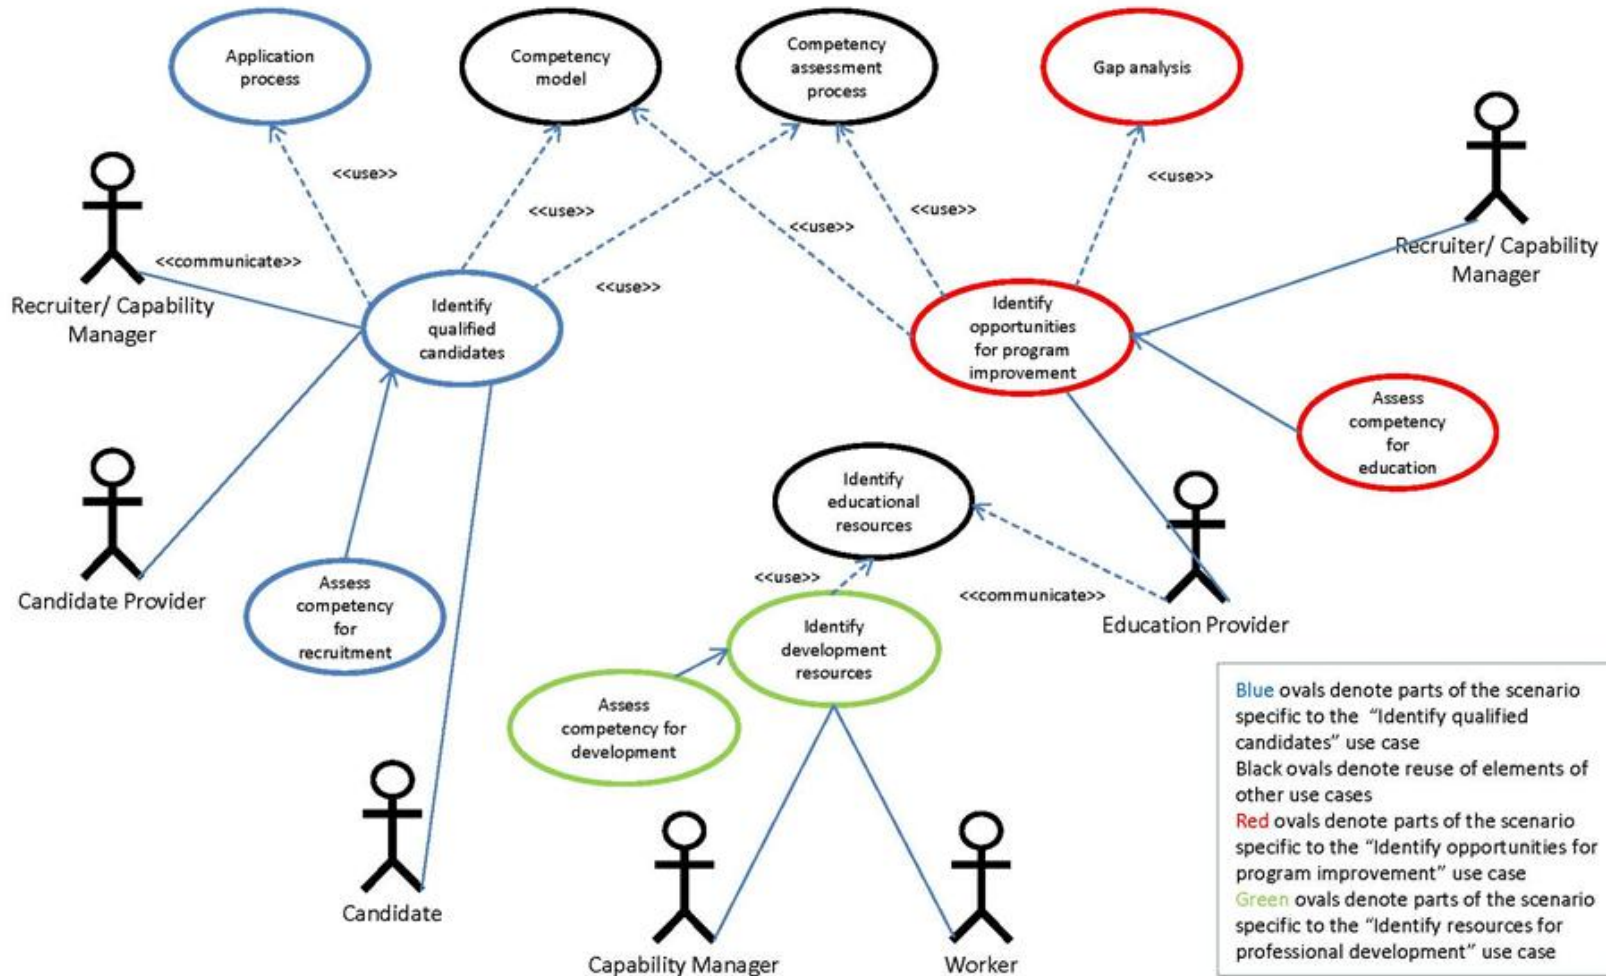 Application
process
Competency
model
Competency
assessment
process
Gap analysis
<<use>>
<<use>>
<<use>>
<<use>>
<<use>>
<<use>>
<<communicate>>
Recruiter/ Capability
Manager
Recruiter/ Capability
Manager
Identify
qualified
candidates
Identify
opportunities
for program
improvement
Assess
competency
for
education
Identify
educational
resources
Candidate Provider
Assess
competency
for
recruitment
<<use>>
<<communicate>>
Education Provider
Identify
development
resources
Assess
competency for
development
Candidate
Capability Manager
Worker
Blue ovals denote parts of the scenario
specific to the “Identify qualified
candidates” use case
Black ovals denote reuse of elements of
other use cases
Red ovals denote parts of the scenario
specific to the “Identify opportunities for
program improvement” use case
Green ovals denote parts of the scenario
specific to the “Identify resources for
professional development” use case